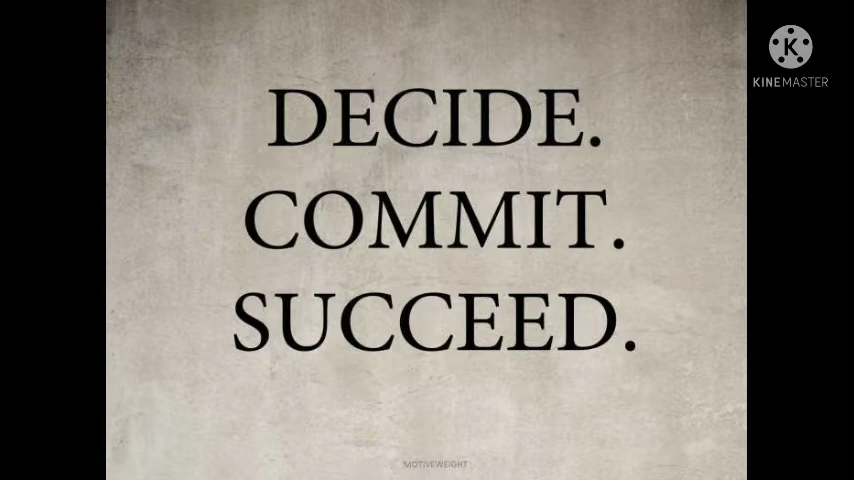 DECIDE.
COMMIT.
SUCCEED.
KINEMASTER
MOTIVEWEIGHT